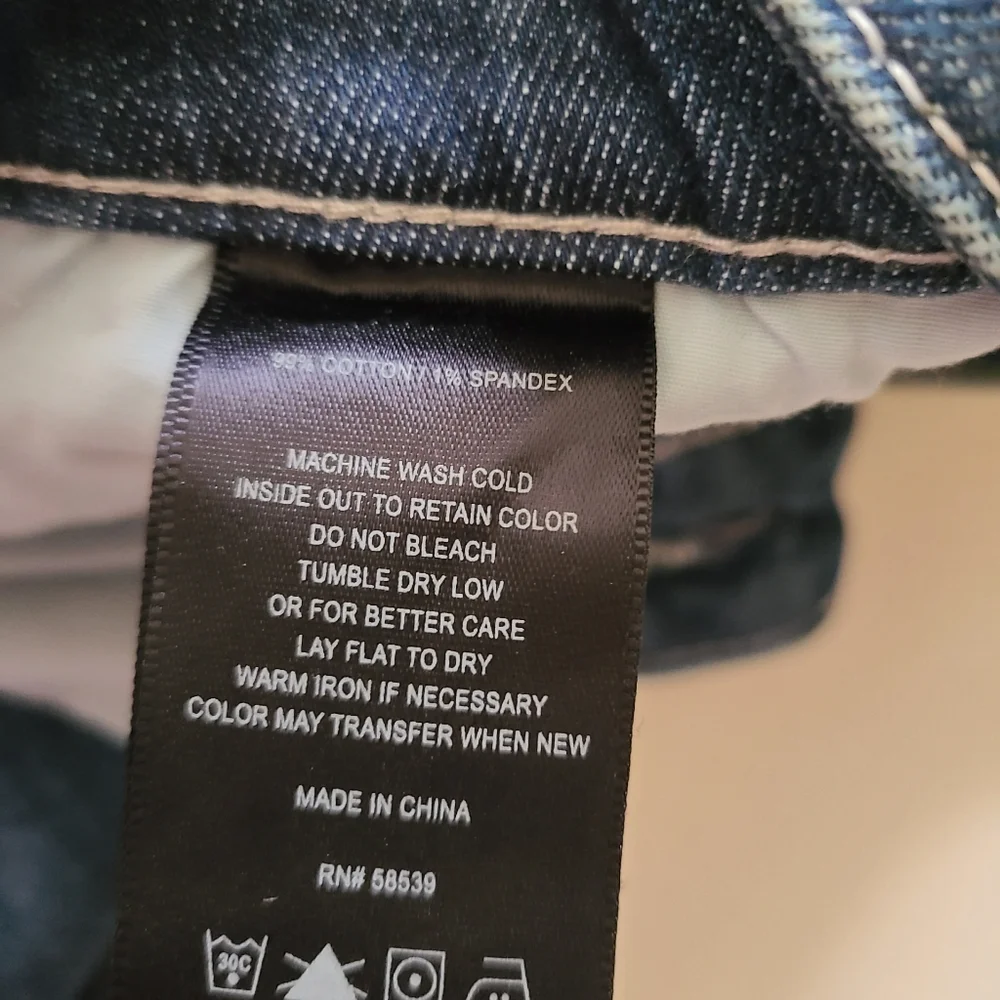 99% COTTON / 1% SPANDEX
MACHINE WASH COLD
INSIDE OUT TO RETAIN COLOR
DO NOT BLEACH
TUMBLE DRY LOW
OR FOR BETTER CARE
LAY FLAT TO DRY
WARM IRON IF NECESSARY
COLOR MAY TRANSFER WHEN NEW
MADE IN CHINA
RN# 58539
30C